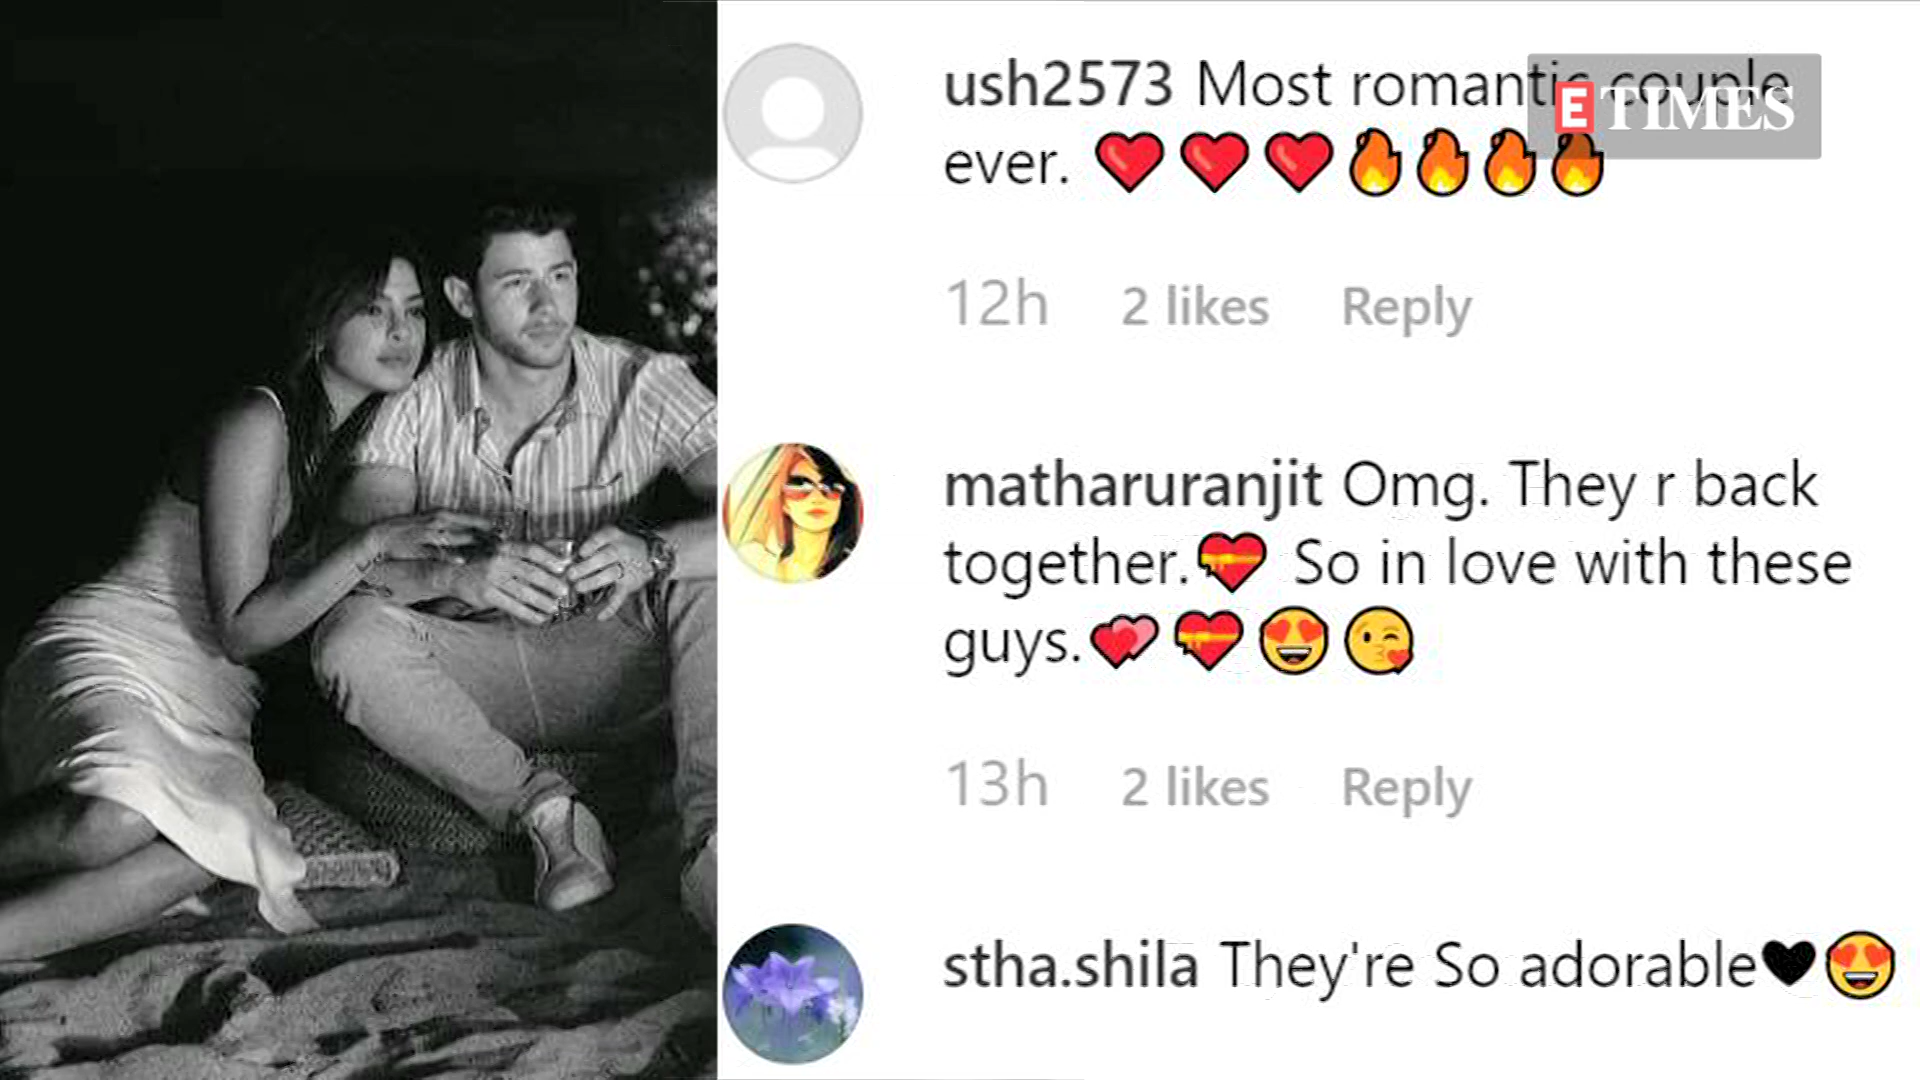 ush2573 Most romantic couple
ETIMES
ever. ❤️❤️❤️🔥🔥🔥🔥
12h 2 likes Reply
matharuranjit Omg. They r back
together.💝 So in love with these
guys.💕💝😍😘
13h 2 likes Reply
stha.shila They're So adorable🖤😍